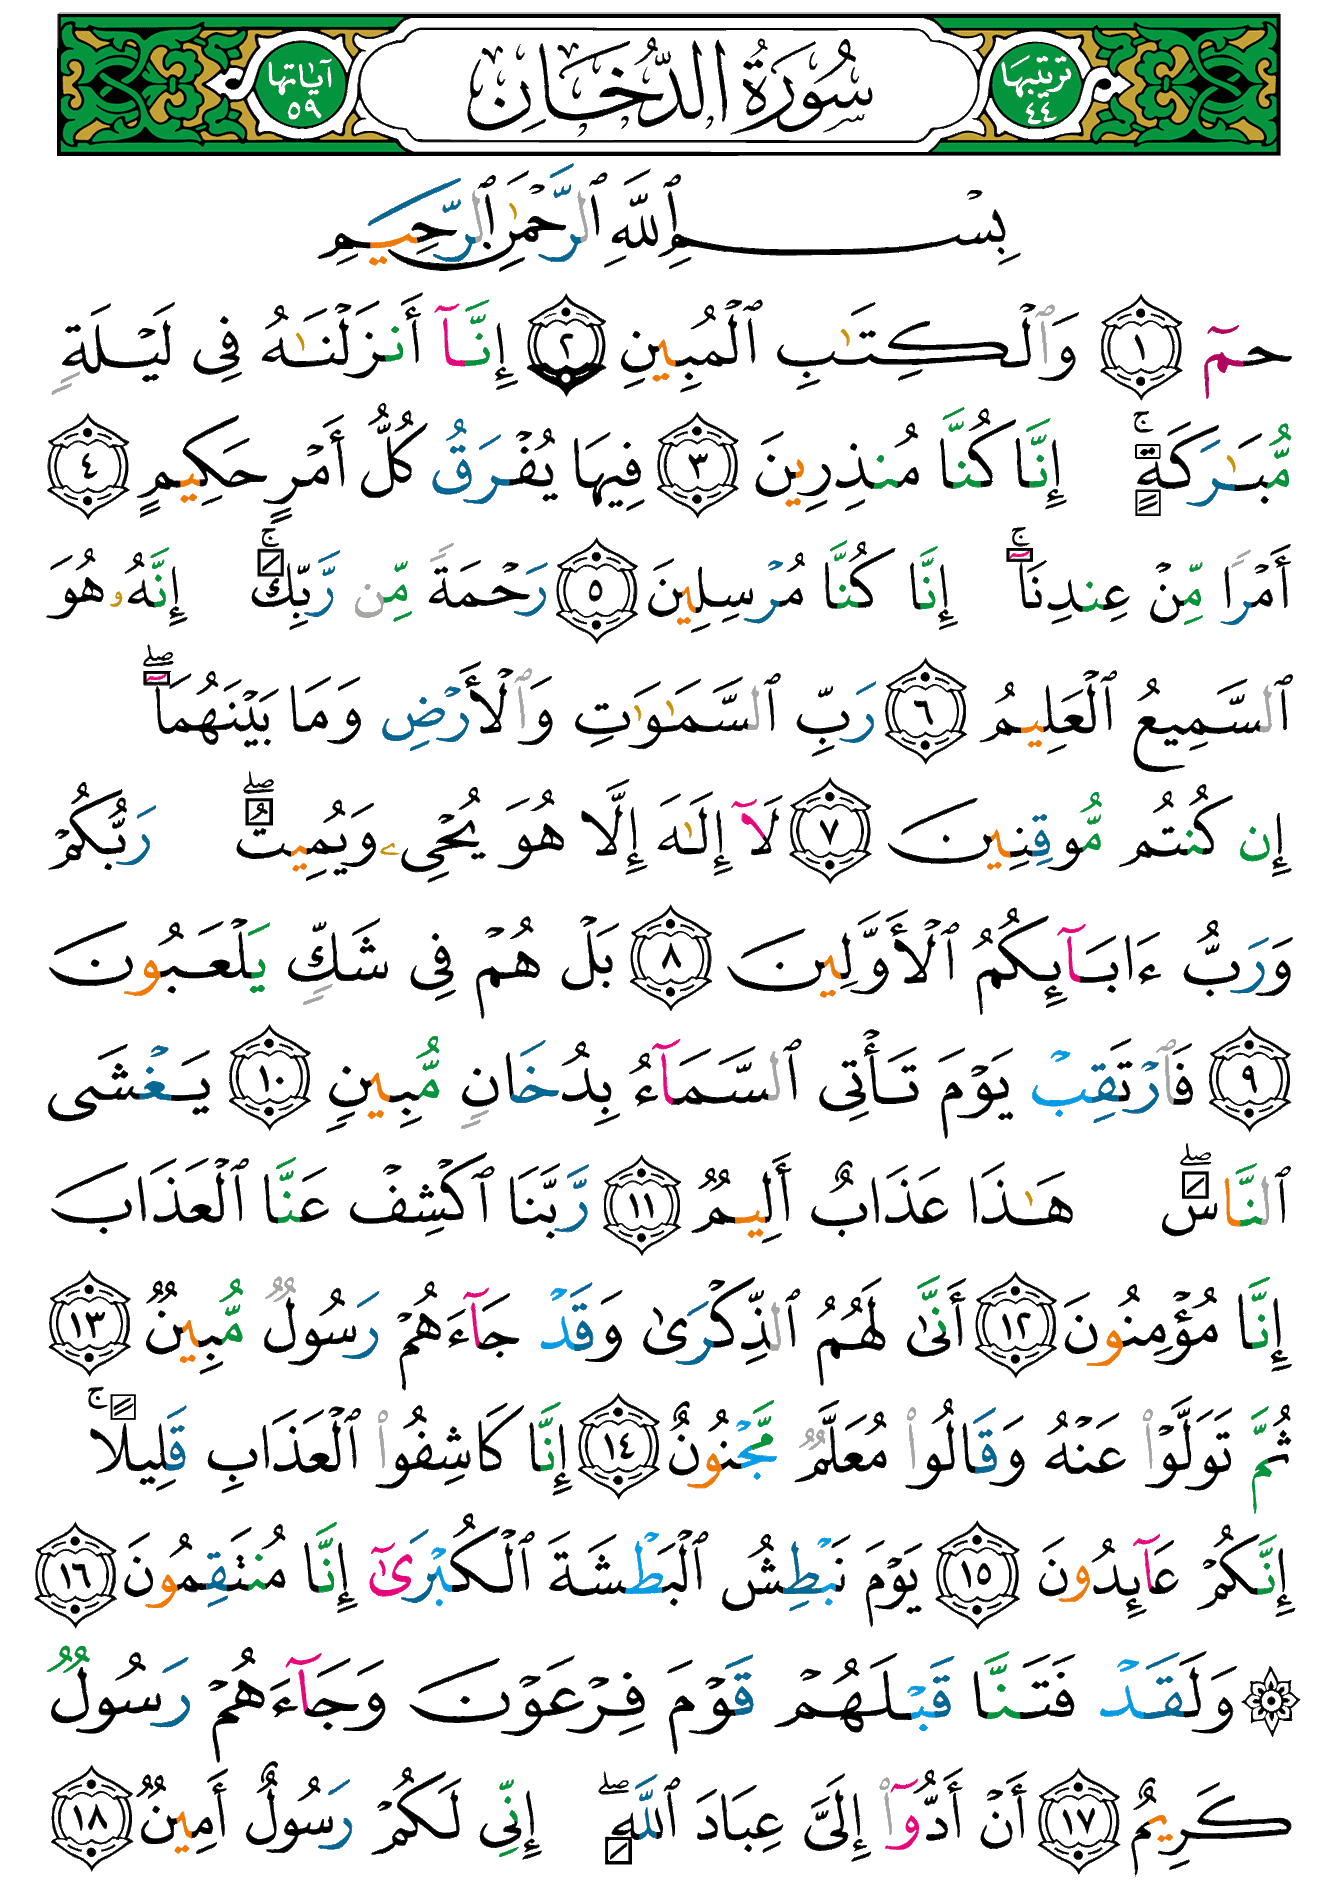 ترتيبها ٤٤ سُورَةُ الدُّخَانِ آياتها ٥٩
بِسْمِ ٱللَّهِ ٱلرَّحْمَٰنِ ٱلرَّحِيمِ
حمٓ ١ وَٱلْكِتَٰبِ ٱلْمُبِينِ ٢ إِنَّآ أَنزَلْنَٰهُ فِى لَيْلَةٍ
مُّبَٰرَكَةٍ ۚ إِنَّا كُنَّا مُنذِرِينَ ٣ فِيهَا يُفْرَقُ كُلُّ أَمْرٍ حَكِيمٍ ٤
أَمْرًا مِّنْ عِندِنَآ ۚ إِنَّا كُنَّا مُرْسِلِينَ ٥ رَحْمَةً مِّن رَّبِّكَ ۚ إِنَّهُۥ هُوَ
ٱلسَّمِيعُ ٱلْعَلِيمُ ٦ رَبِّ ٱلسَّمَٰوَٰتِ وَٱلْأَرْضِ وَمَا بَيْنَهُمَآ ۖ
إِن كُنتُم مُّوقِنِينَ ٧ لَآ إِلَٰهَ إِلَّا هُوَ يُحْىِۦ وَيُمِيتُ ۖ رَبُّكُمْ
وَرَبُّ ءَابَآئِكُمُ ٱلْأَوَّلِينَ ٨ بَلْ هُمْ فِى شَكٍّ يَلْعَبُونَ
٩ فَٱرْتَقِبْ يَوْمَ تَأْتِى ٱلسَّمَآءُ بِدُخَانٍ مُّبِينٍ ١٠ يَغْشَى
ٱلنَّاسَ ۖ هَٰذَا عَذَابٌ أَلِيمٌ ١١ رَّبَّنَا ٱكْشِفْ عَنَّا ٱلْعَذَابَ
إِنَّا مُؤْمِنُونَ ١٢ أَنَّىٰ لَهُمُ ٱلذِّكْرَىٰ وَقَدْ جَآءَهُمْ رَسُولٌ مُّبِينٌ ١٣
ثُمَّ تَوَلَّوْا۟ عَنْهُ وَقَالُوا۟ مُعَلَّمٌ مَّجْنُونٌ ١٤ إِنَّا كَاشِفُوا۟ ٱلْعَذَابِ قَلِيلًا ۚ
إِنَّكُمْ عَآئِدُونَ ١٥ يَوْمَ نَبْطِشُ ٱلْبَطْشَةَ ٱلْكُبْرَىٰٓ إِنَّا مُنتَقِمُونَ ١٦
۞ وَلَقَدْ فَتَنَّا قَبْلَهُمْ قَوْمَ فِرْعَوْنَ وَجَآءَهُمْ رَسُولٌ
كَرِيمٌ ١٧ أَنْ أَدُّوٓا۟ إِلَىَّ عِبَادَ ٱللَّهِ ۖ إِنِّى لَكُمْ رَسُولٌ أَمِينٌ ١٨